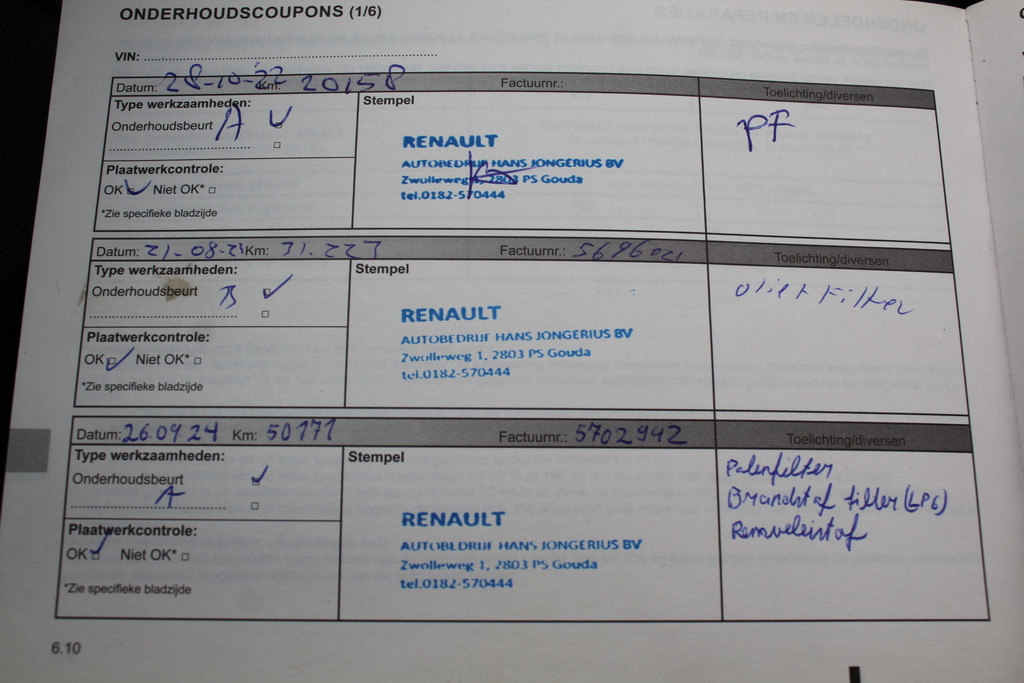 ONDERHOUDSCOUPONS (1/6)
VIN: ................
Datum: 28-10-22 Km: 20158 Factuurnr.: Toelichting/diversen
Type werkzaamheden: Stempel
Onderhoudsbeurt A PF
RENAULT
AUTOBEDRIJF HANS JONGERIUS BV
Plaatwerkcontrole: Zwolleweg 1, 2803 PS Gouda
OK Niet OK* tel.0182-570444
*Zie specifieke bladzijde
Datum: 21-08-23 Km: 31.227 Factuurnr.: 5696021 Toelichting/diversen
Type werkzaamheden: Stempel
Onderhoudsbeurt B oliet Filter
RENAULT
AUTOBEDRIJF HANS JONGERIUS BV
Plaatwerkcontrole: Zwolleweg 1, 2803 PS Gouda
OK Niet OK* tel.0182-570444
*Zie specifieke bladzijde
Datum: 26.09.24 Km: 50171 Factuurnr.: 5702942 Toelichting/diversen
Type werkzaamheden: Stempel
Onderhoudsbeurt Brandstof filter (LPG)
A
RENAULT
Plaatwerkcontrole: AUTOBEDRIJF HANS JONGERIUS BV
OK Niet OK* Zwolleweg 1, 2803 PS Gouda
*Zie specifieke bladzijde tel.0182-570444
6.10